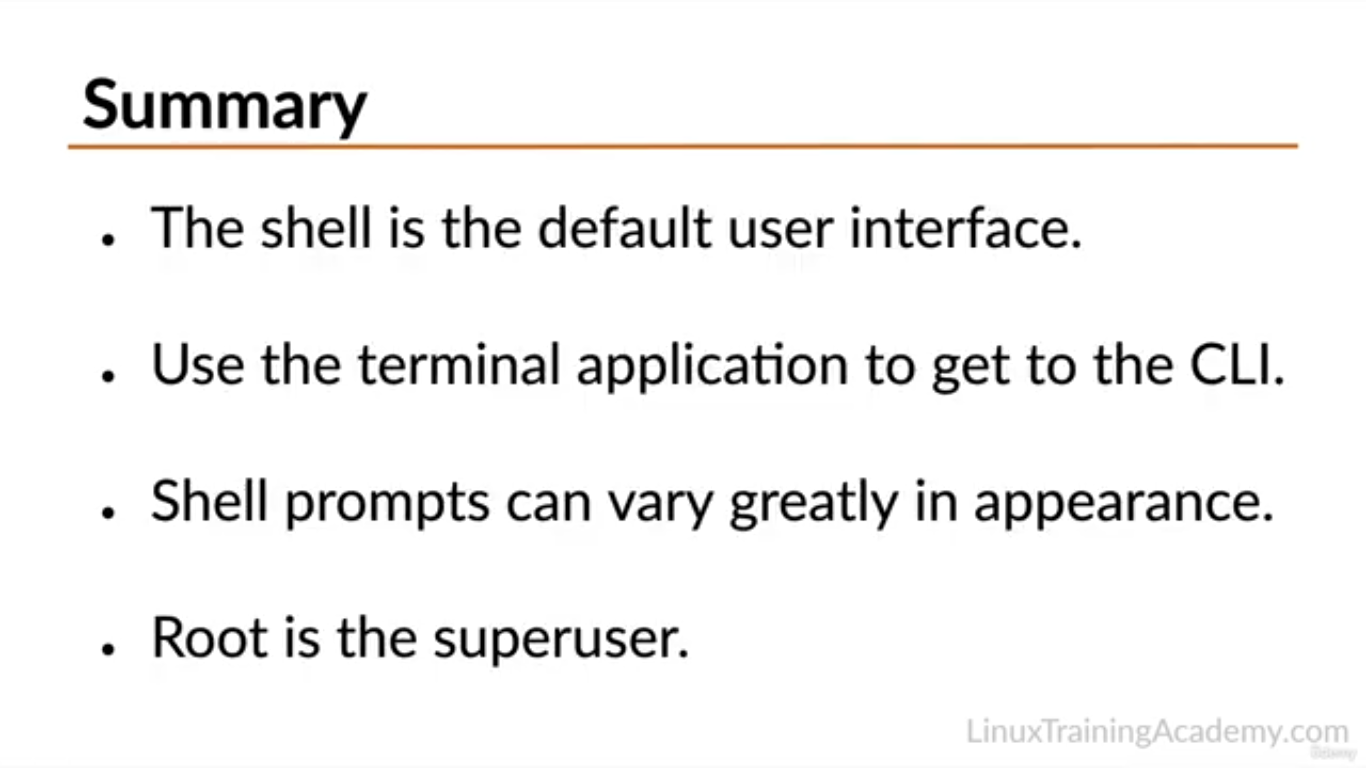 Summary
• The shell is the default user interface.
• Use the terminal application to get to the CLI.
• Shell prompts can vary greatly in appearance.
• Root is the superuser.
LinuxTrainingAcademy.com
Udemy